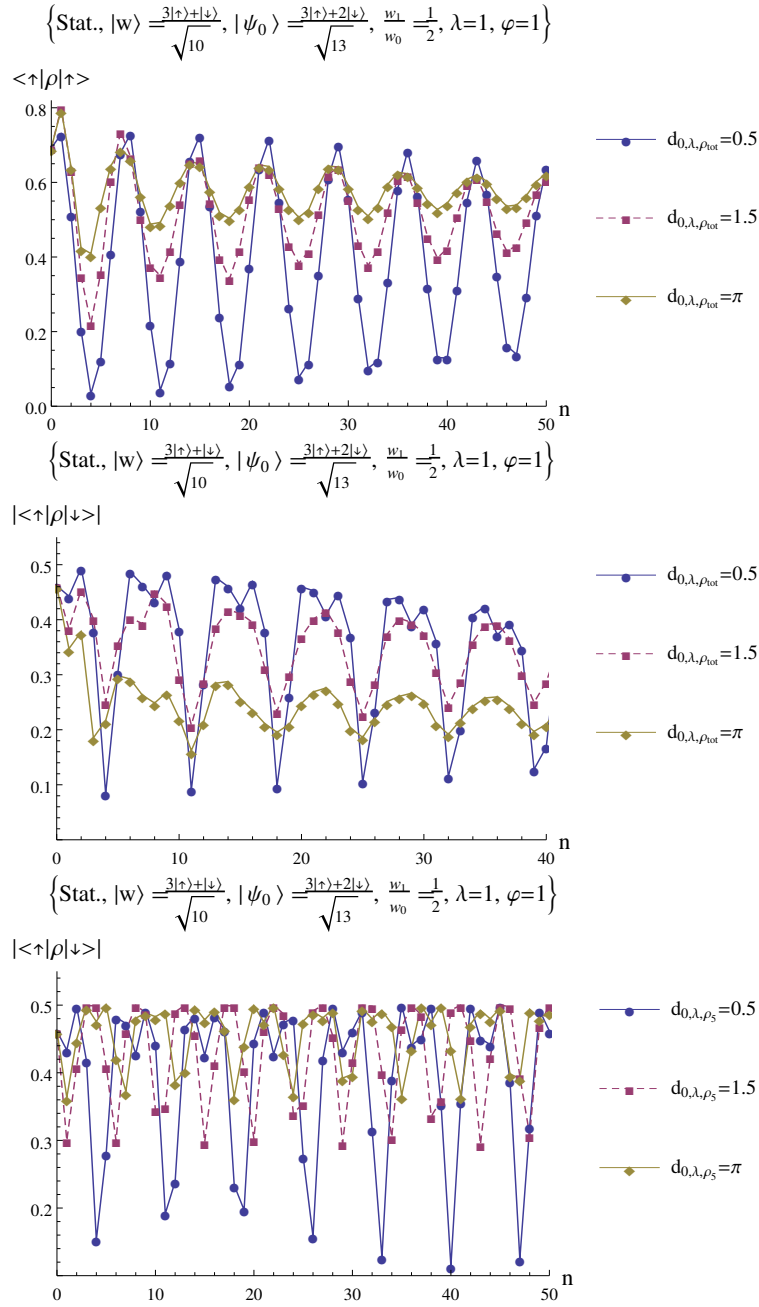 {Stat., |w⟩ = 3|↑⟩+|↓⟩ / √10, |ψ₀⟩ = 3|↑⟩+2|↓⟩ / √13, w₁/w₀ = 1/2, λ=1, φ=1}
<↑|ρ|↑>
0.8
0.6
0.4
0.2
0.0
0 10 20 30 40 50 n
d₀,λ,ρtot=0.5
d₀,λ,ρtot=1.5
d₀,λ,ρtot=π
{Stat., |w⟩ = 3|↑⟩+|↓⟩ / √10, |ψ₀⟩ = 3|↑⟩+2|↓⟩ / √13, w₁/w₀ = 1/2, λ=1, φ=1}
|<↑|ρ|↓>|
0.5
0.4
0.3
0.2
0.1
0 10 20 30 40 n
d₀,λ,ρtot=0.5
d₀,λ,ρtot=1.5
d₀,λ,ρtot=π
{Stat., |w⟩ = 3|↑⟩+|↓⟩ / √10, |ψ₀⟩ = 3|↑⟩+2|↓⟩ / √13, w₁/w₀ = 1/2, λ=1, φ=1}
|<↑|ρ|↓>|
0.5
0.4
0.3
0.2
0 10 20 30 40 50 n
d₀,λ,ρ₅=0.5
d₀,λ,ρ₅=1.5
d₀,λ,ρ₅=π